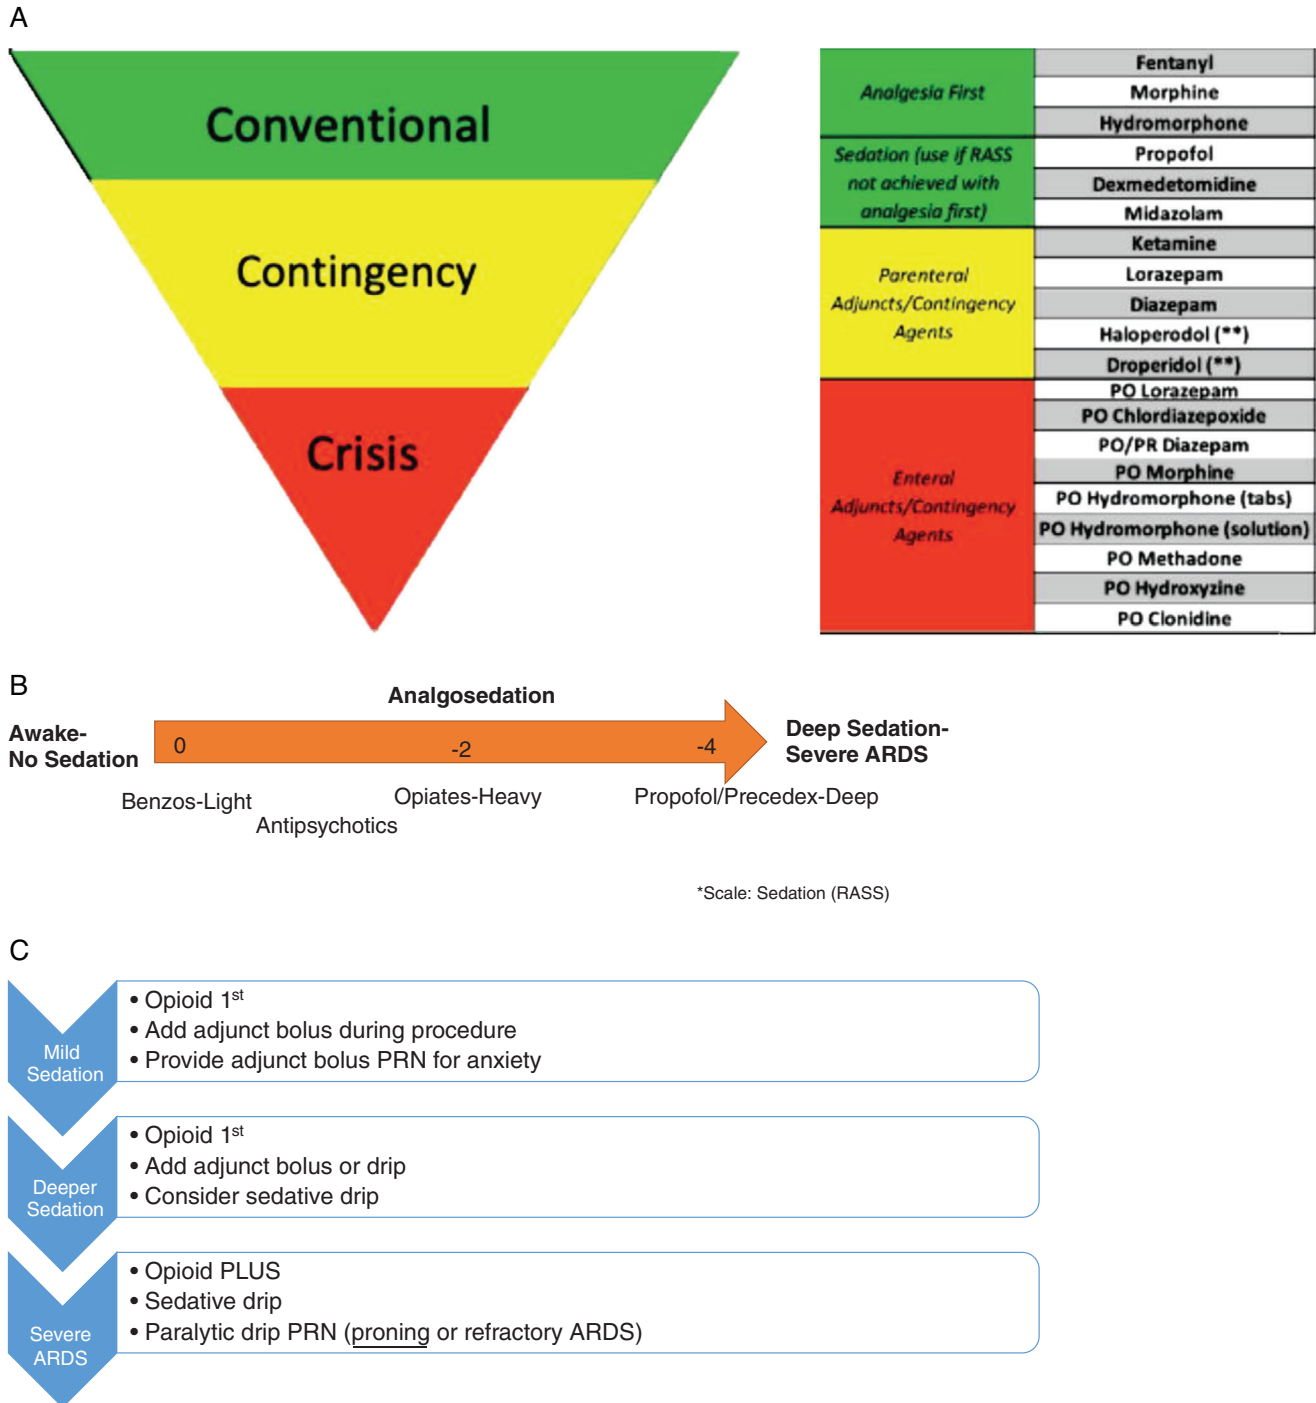 A
Conventional
Contingency
Crisis
Analgesia First
Fentanyl
Morphine
Hydromorphone
Sedation (use if RASS
not achieved with
analgesia first)
Propofol
Dexmedetomidine
Midazolam
Parenteral
Adjuncts/Contingency
Agents
Ketamine
Lorazepam
Diazepam
Haloperodol (**)
Droperidol (**)
Enteral
Adjuncts/Contingency
Agents
PO Lorazepam
PO Chlordiazepoxide
PO/PR Diazepam
PO Morphine
PO Hydromorphone (tabs)
PO Hydromorphone (solution)
PO Methadone
PO Hydroxyzine
PO Clonidine
B
Analgosedation
Awake-
No Sedation
0
-2
-4
Deep Sedation-
Severe ARDS
Benzos-Light
Antipsychotics
Opiates-Heavy
Propofol/Precedex-Deep
*Scale: Sedation (RASS)
C
Mild
Sedation
• Opioid 1st
• Add adjunct bolus during procedure
• Provide adjunct bolus PRN for anxiety
Deeper
Sedation
• Opioid 1st
• Add adjunct bolus or drip
• Consider sedative drip
Severe
ARDS
• Opioid PLUS
• Sedative drip
• Paralytic drip PRN (proning or refractory ARDS)